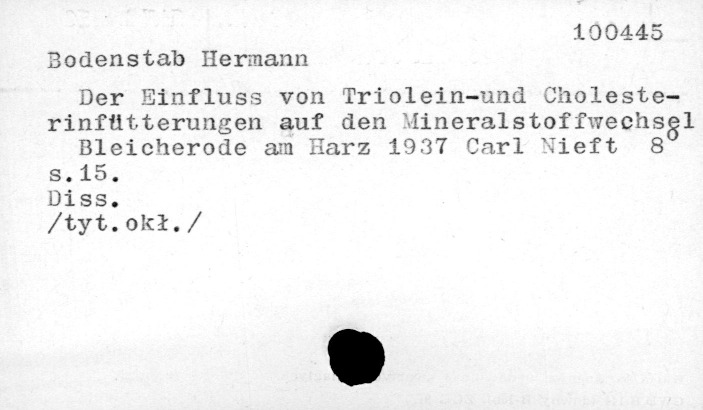 100445
Bodenstab Hermann
Der Einfluss von Triolein-und Choleste-
rinfütterungen auf den Mineralstoffwechsel
Bleicherode am Harz 1937 Carl Nieft 8°
s.15.
Diss.
/tyt.okł./